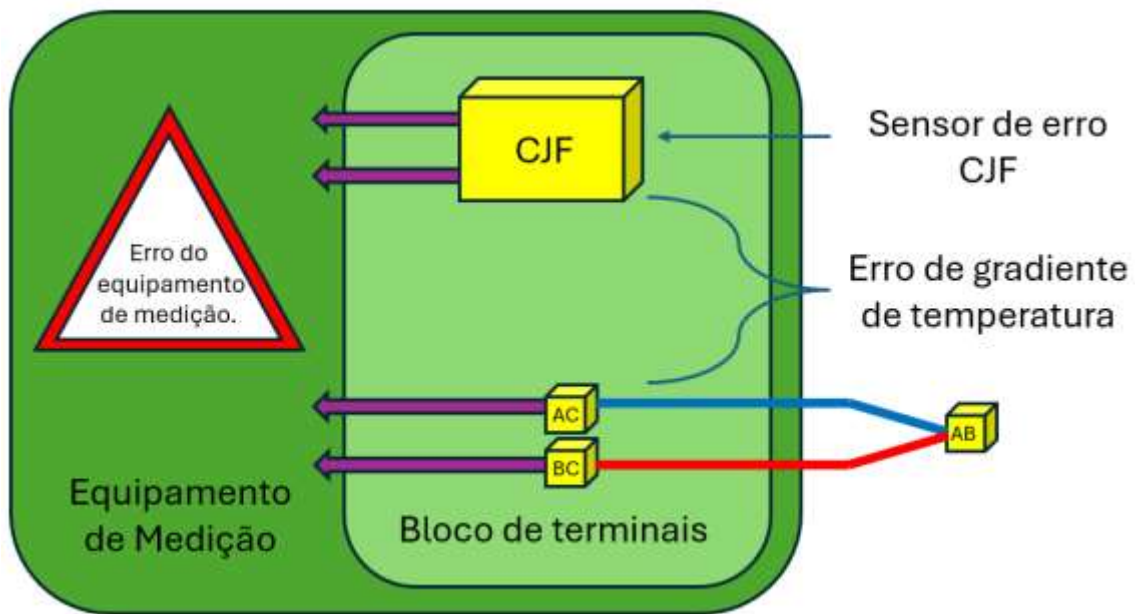 CJF
Sensor de erro
CJF
Erro do
equipamento
de medição.
Erro de gradiente
de temperatura
AC
AB
BC
Equipamento
de Medição
Bloco de terminais